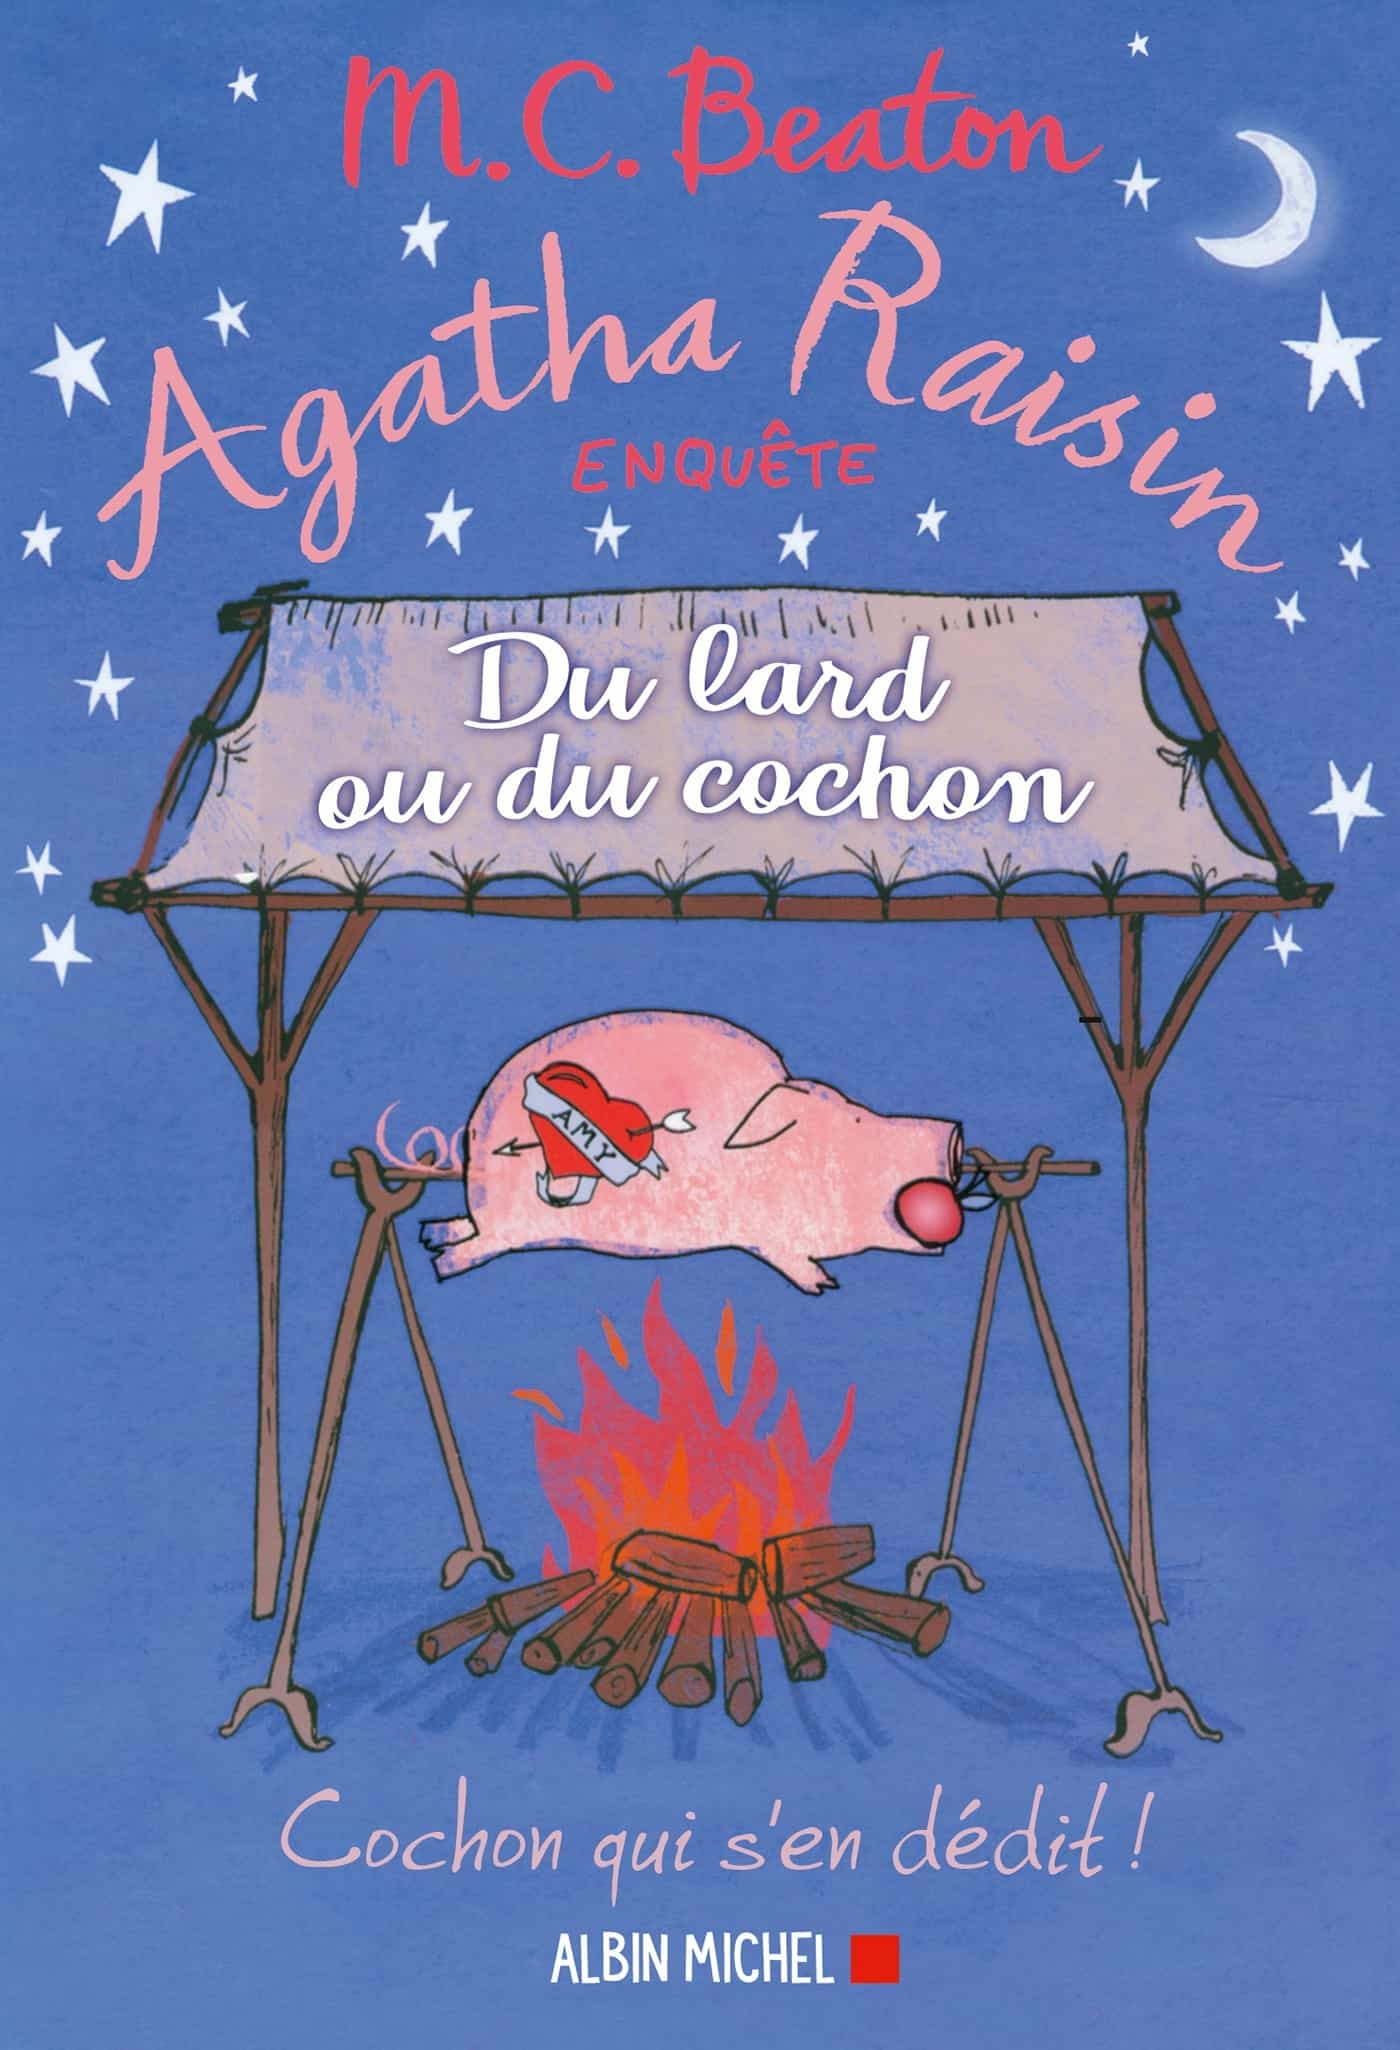 M.C. Beaton
Agatha Raisin
ENQUÊTE
Du lard
ou du cochon
AMY
Cochon qui s'en dédit !
ALBIN MICHEL